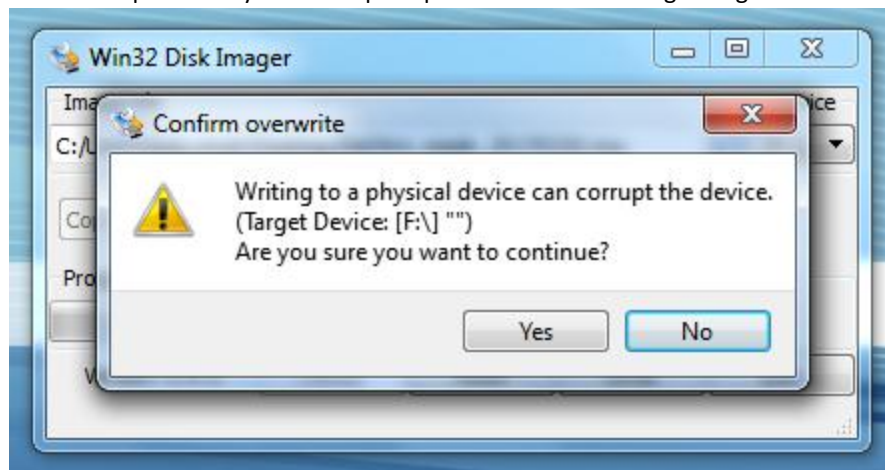 Win32 Disk Imager
Confirm overwrite
C:/
Writing to a physical device can corrupt the device.
(Target Device: [F:\] "")
Are you sure you want to continue?
Yes
No